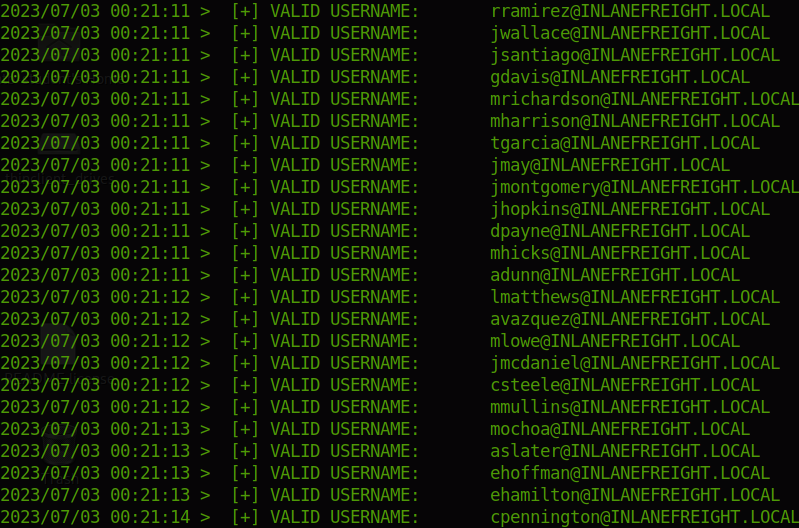 2023/07/03 00:21:11 >  [+] VALID USERNAME:       rramirez@INLANEFREIGHT.LOCAL
2023/07/03 00:21:11 >  [+] VALID USERNAME:       jwallace@INLANEFREIGHT.LOCAL
2023/07/03 00:21:11 >  [+] VALID USERNAME:       jsantiago@INLANEFREIGHT.LOCAL
2023/07/03 00:21:11 >  [+] VALID USERNAME:       gdavis@INLANEFREIGHT.LOCAL
2023/07/03 00:21:11 >  [+] VALID USERNAME:       mrichardson@INLANEFREIGHT.LOCAL
2023/07/03 00:21:11 >  [+] VALID USERNAME:       mharrison@INLANEFREIGHT.LOCAL
2023/07/03 00:21:11 >  [+] VALID USERNAME:       tgarcia@INLANEFREIGHT.LOCAL
2023/07/03 00:21:11 >  [+] VALID USERNAME:       jmay@INLANEFREIGHT.LOCAL
2023/07/03 00:21:11 >  [+] VALID USERNAME:       jmontgomery@INLANEFREIGHT.LOCAL
2023/07/03 00:21:11 >  [+] VALID USERNAME:       jhopkins@INLANEFREIGHT.LOCAL
2023/07/03 00:21:11 >  [+] VALID USERNAME:       dpayne@INLANEFREIGHT.LOCAL
2023/07/03 00:21:11 >  [+] VALID USERNAME:       mhicks@INLANEFREIGHT.LOCAL
2023/07/03 00:21:11 >  [+] VALID USERNAME:       adunn@INLANEFREIGHT.LOCAL
2023/07/03 00:21:12 >  [+] VALID USERNAME:       lmatthews@INLANEFREIGHT.LOCAL
2023/07/03 00:21:12 >  [+] VALID USERNAME:       avazquez@INLANEFREIGHT.LOCAL
2023/07/03 00:21:12 >  [+] VALID USERNAME:       mlowe@INLANEFREIGHT.LOCAL
2023/07/03 00:21:12 >  [+] VALID USERNAME:       jmcdaniel@INLANEFREIGHT.LOCAL
2023/07/03 00:21:12 >  [+] VALID USERNAME:       csteele@INLANEFREIGHT.LOCAL
2023/07/03 00:21:12 >  [+] VALID USERNAME:       mmullins@INLANEFREIGHT.LOCAL
2023/07/03 00:21:13 >  [+] VALID USERNAME:       mochoa@INLANEFREIGHT.LOCAL
2023/07/03 00:21:13 >  [+] VALID USERNAME:       aslater@INLANEFREIGHT.LOCAL
2023/07/03 00:21:13 >  [+] VALID USERNAME:       ehoffman@INLANEFREIGHT.LOCAL
2023/07/03 00:21:13 >  [+] VALID USERNAME:       ehamilton@INLANEFREIGHT.LOCAL
2023/07/03 00:21:14 >  [+] VALID USERNAME:       cpennington@INLANEFREIGHT.LOCAL